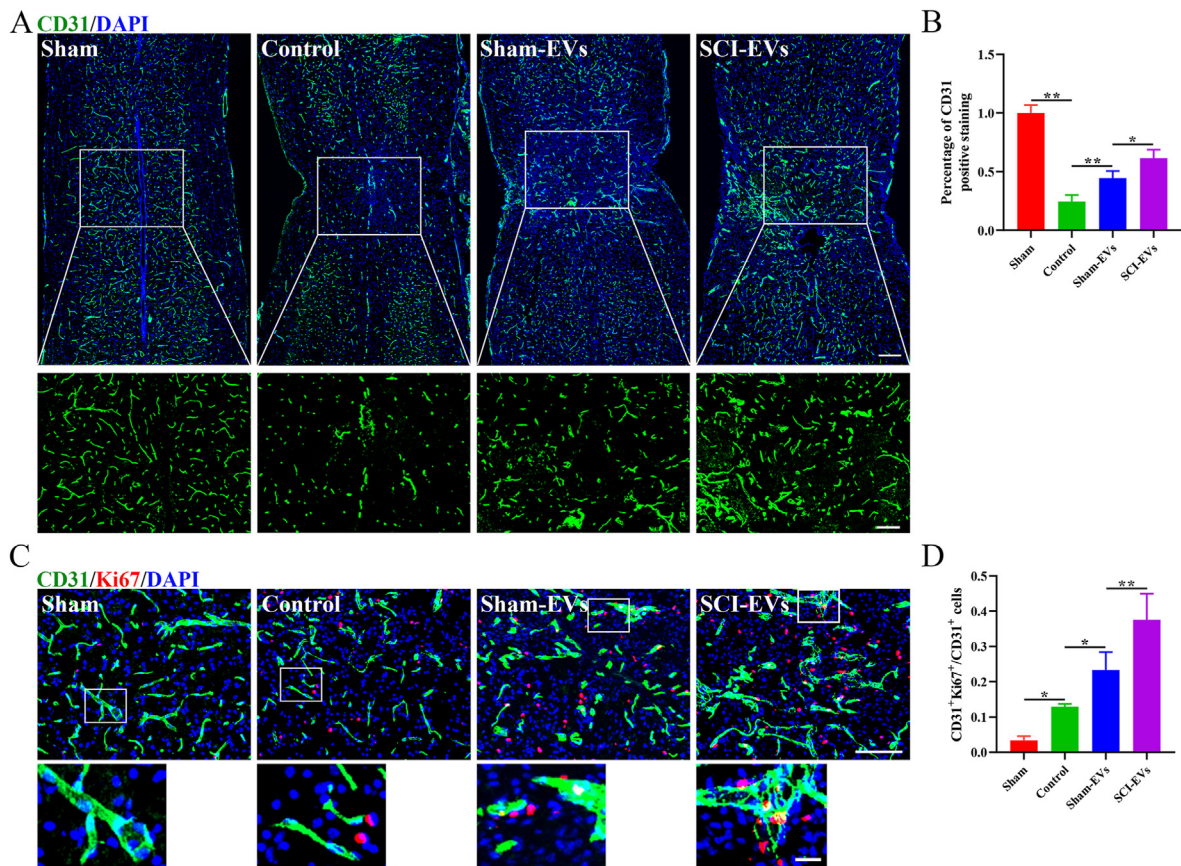 A
CD31/DAPI
Sham
Control
Sham-EVs
SCI-EVs
B
Percentage of CD31
positive staining
1.5
1.0
0.5
0.0
**
**
*
Sham
Control
Sham-EVs
SCI-EVs
C
CD31/Ki67/DAPI
Sham
Control
Sham-EVs
SCI-EVs
D
CD31⁺Ki67⁺/CD31⁺ cells
0.5
0.4
0.3
0.2
0.1
0.0
*
*
**
Sham
Control
Sham-EVs
SCI-EVs